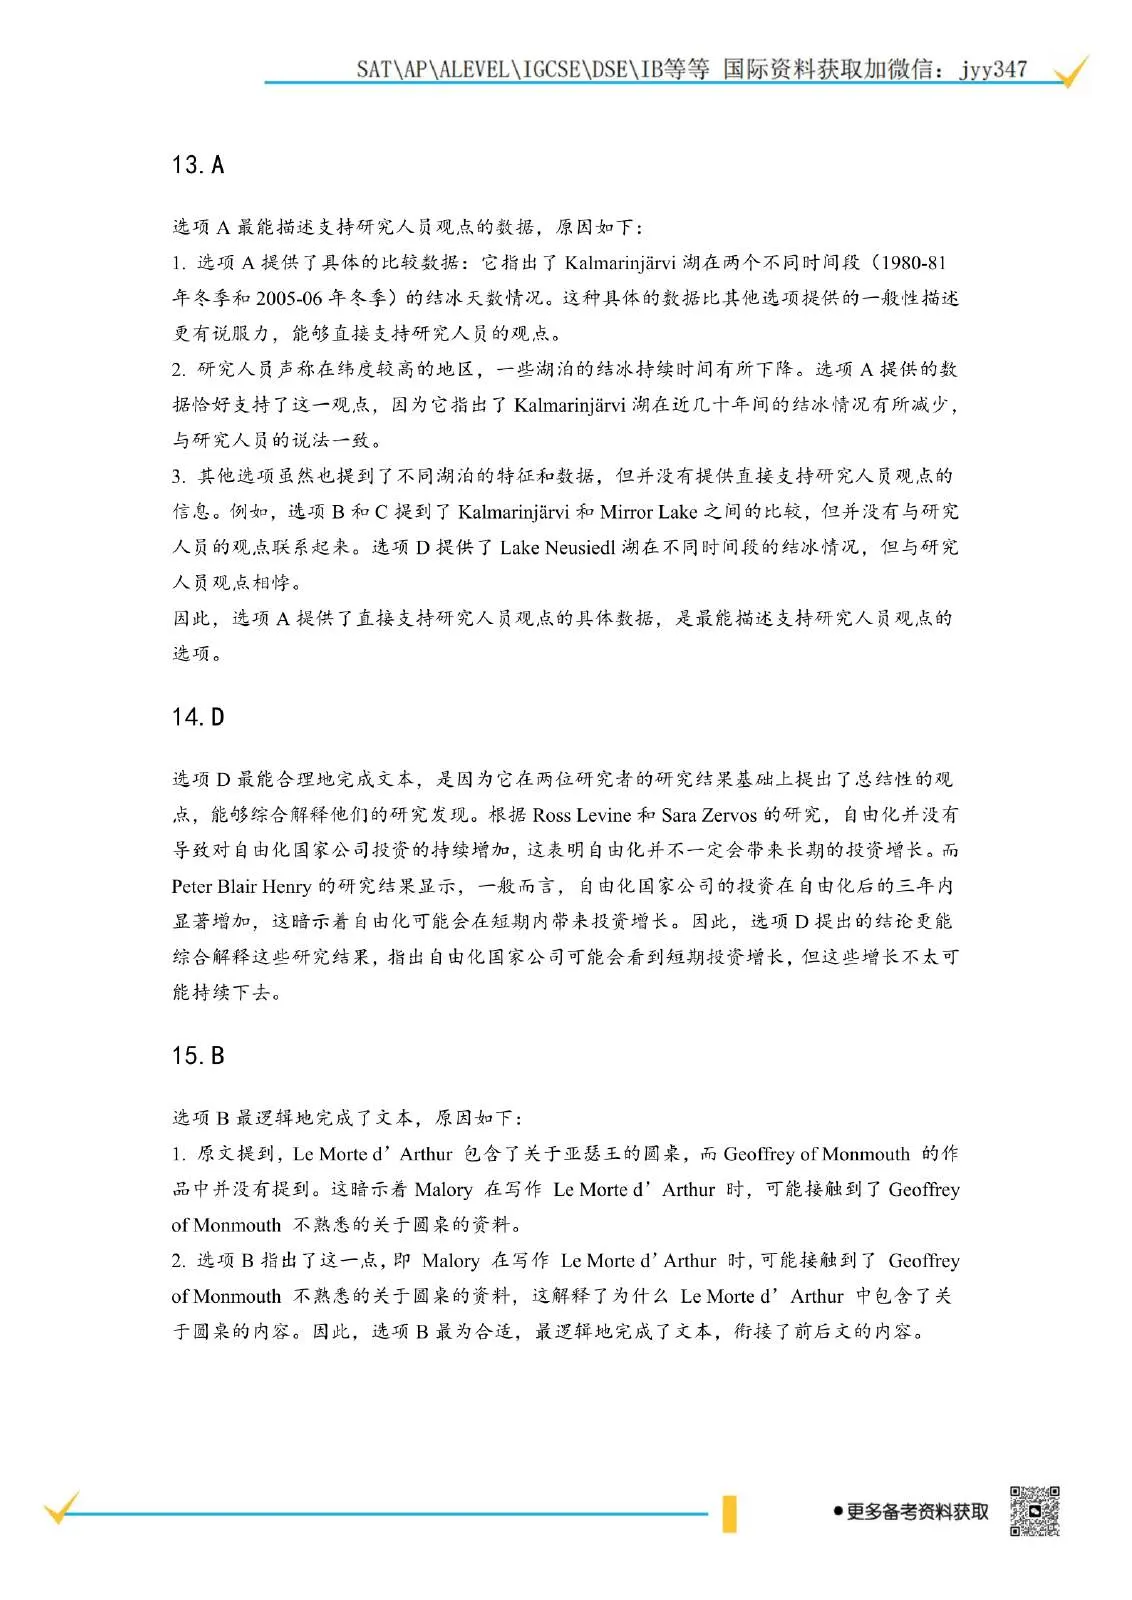 SAT\AP\ALEVEL\IGCSE\DSE\IB等等 国际资料获取加微信：jyy347
13. A
选项 A 最能描述支持研究人员观点的数据，原因如下：
1. 选项 A 提供了具体的比较数据：它指出了 Kalmarinjärvi 湖在两个不同时间段（1980-81
年冬季和 2005-06 年冬季）的结冰天数情况。这种具体的数据比其他选项提供的一般性描述
更有说服力，能够直接支持研究人员的观点。
2. 研究人员声称在纬度较高的地区，一些湖泊的结冰持续时间有所下降。选项 A 提供的数
据恰好支持了这一观点，因为它指出了 Kalmarinjärvi 湖在近几十年间的结冰情况有所减少，
与研究人员的说法一致。
3. 其他选项虽然也提到了不同湖泊的特征和数据，但并没有提供直接支持研究人员观点的
信息。例如，选项 B 和 C 提到了 Kalmarinjärvi 和 Mirror Lake 之间的比较，但并没有与研究
人员的观点联系起来。选项 D 提供了 Lake Neusiedl 湖在不同时间段的结冰情况，但与研究
人员观点相悖。
因此，选项 A 提供了直接支持研究人员观点的具体数据，是最能描述支持研究人员观点的
选项。
14. D
选项 D 最能合理地完成文本，是因为它在两位研究者的研究结果基础上提出了总结性的观
点，能够综合解释他们的研究发现。根据 Ross Levine 和 Sara Zervos 的研究，自由化并没有
导致对自由化国家公司投资的持续增加，这表明自由化并不一定会带来长期的投资增长。而
Peter Blair Henry 的研究结果显示，一般而言，自由化国家公司的投资在自由化后的三年内
显著增加，这暗示着自由化可能会在短期内带来投资增长。因此，选项 D 提出的结论更能
综合解释这些研究结果，指出自由化国家公司可能会看到短期投资增长，但这些增长不太可
能持续下去。
15. B
选项 B 最逻辑地完成了文本，原因如下：
1. 原文提到，Le Morte d’Arthur 包含了关于亚瑟王的圆桌，而 Geoffrey of Monmouth 的作
品中并没有提到。这暗示着 Malory 在写作 Le Morte d’Arthur 时，可能接触到了 Geoffrey
of Monmouth 不熟悉的关于圆桌的资料。
2. 选项 B 指出了这一点，即 Malory 在写作 Le Morte d’Arthur 时，可能接触到了 Geoffrey
of Monmouth 不熟悉的关于圆桌的资料，这解释了为什么 Le Morte d’Arthur 中包含了关
于圆桌的内容。因此，选项 B 最为合适，最逻辑地完成了文本，衔接了前后文的内容。
●更多备考资料获取